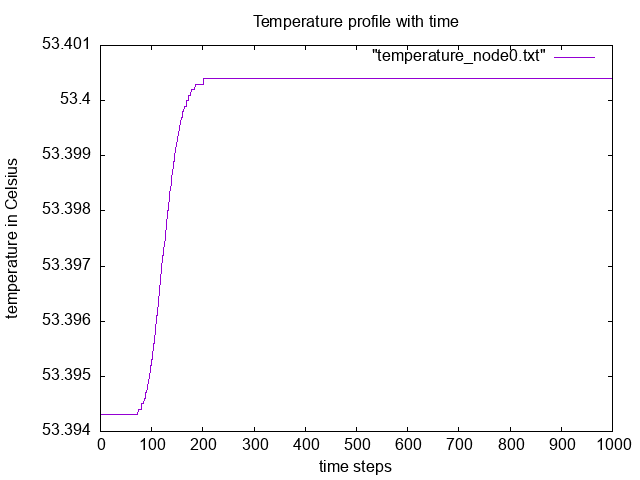 Temperature profile with time
"temperature_node0.txt"
53.401
53.4
53.399
53.398
53.397
53.396
53.395
53.394
temperature in Celsius
0 100 200 300 400 500 600 700 800 900 1000
time steps